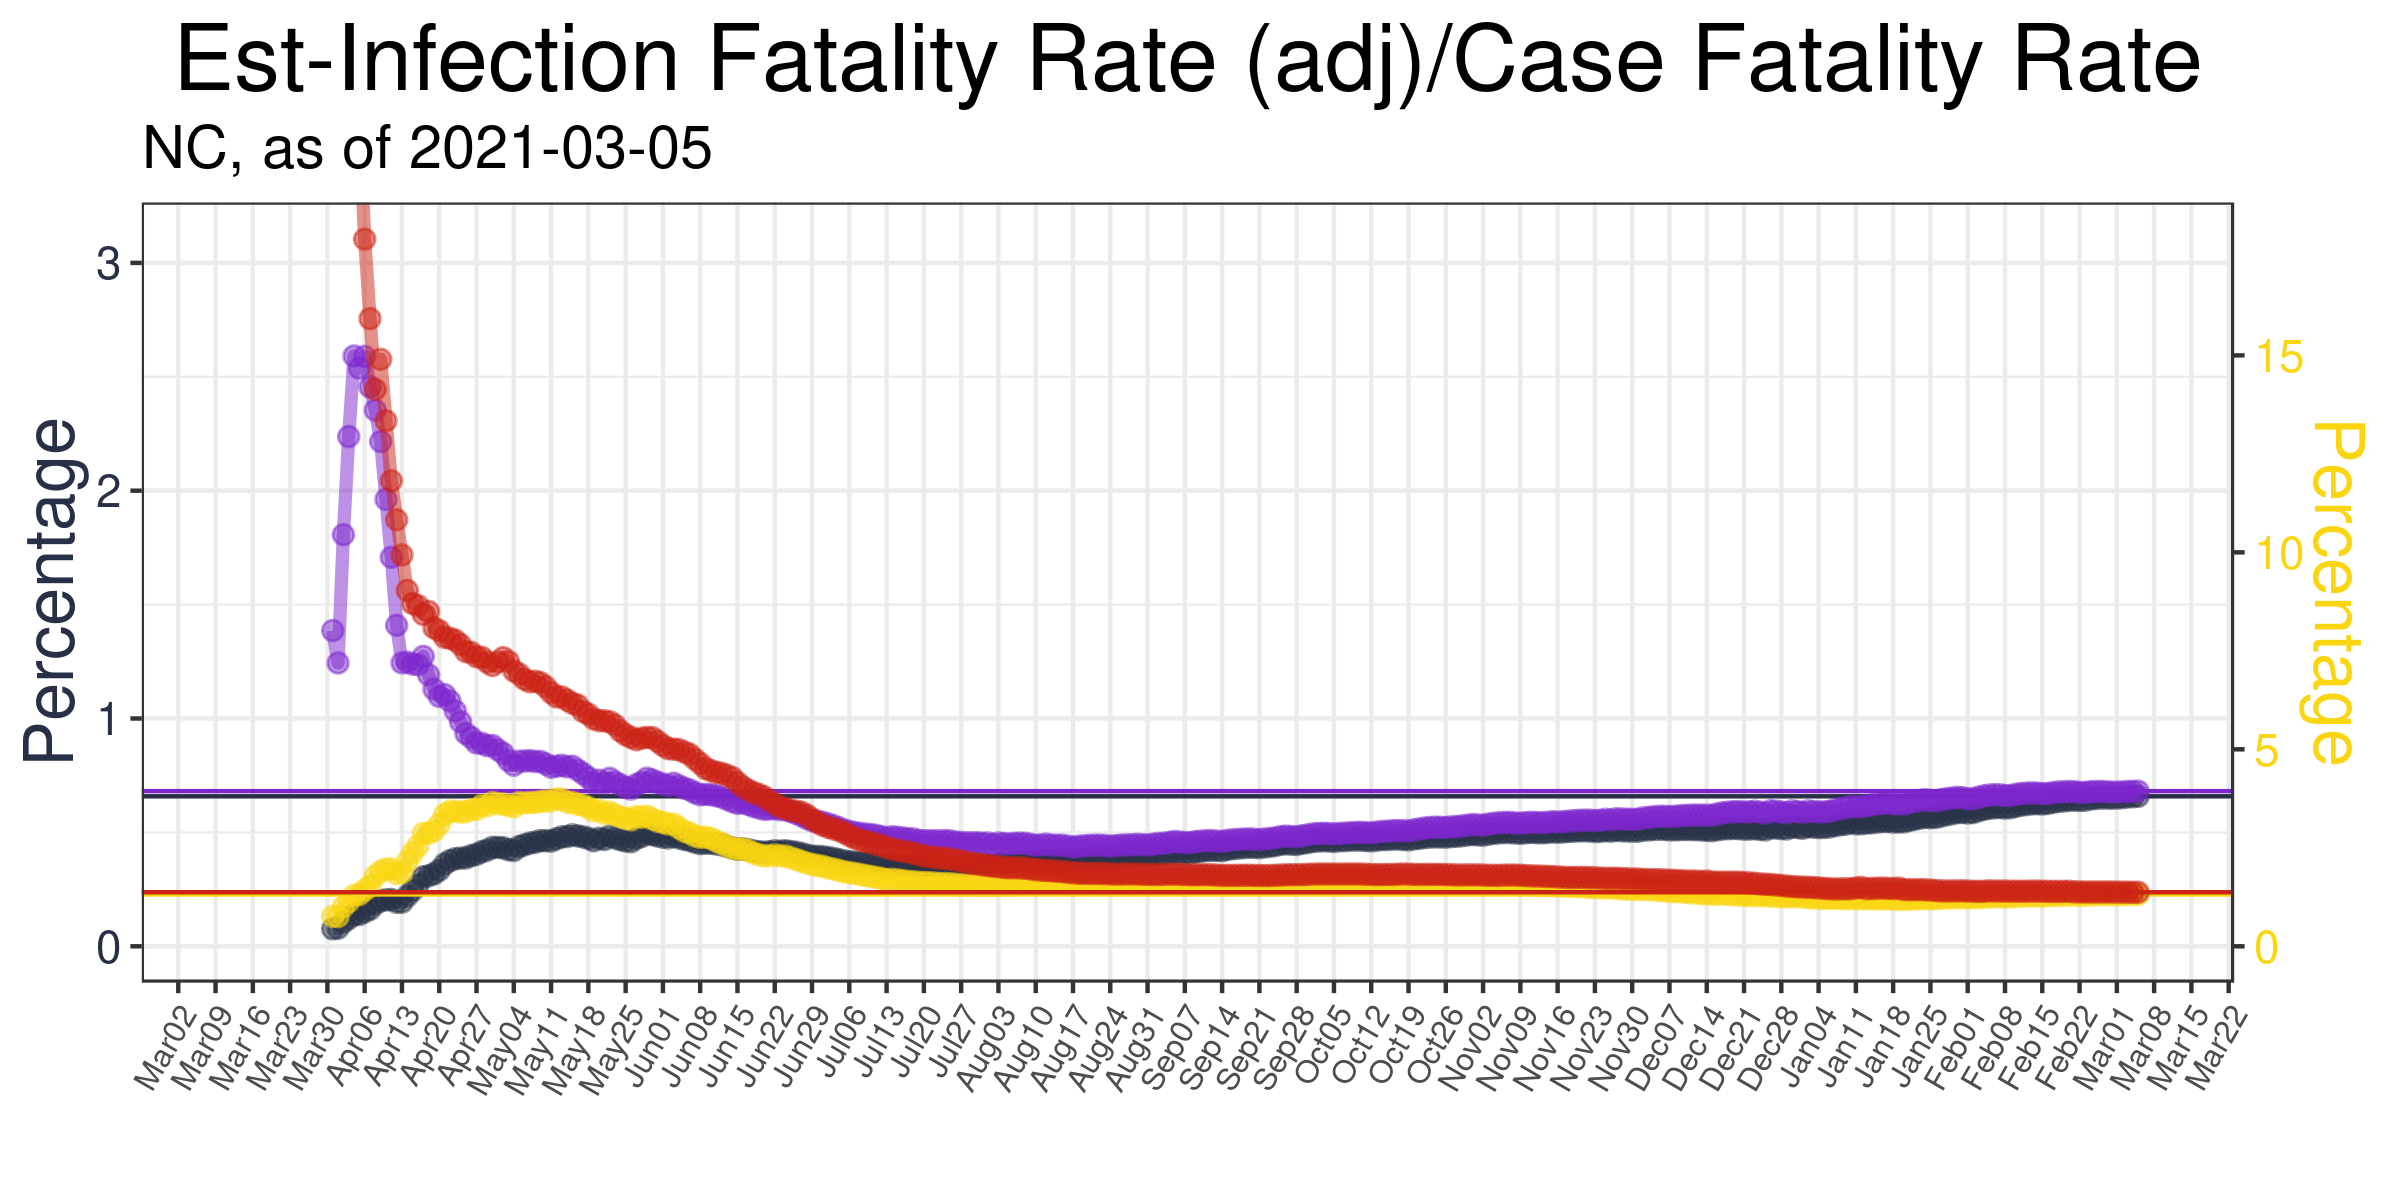 Est-Infection Fatality Rate (adj)/Case Fatality Rate
NC, as of 2021-03-05
Percentage
3
2
1
0
15
10
5
0
Percentage
Mar02
Mar09
Mar16
Mar23
Mar30
Apr06
Apr13
Apr20
Apr27
May04
May11
May18
May25
Jun01
Jun08
Jun15
Jun22
Jun29
Jul06
Jul13
Jul20
Jul27
Aug03
Aug10
Aug17
Aug24
Aug31
Sep07
Sep14
Sep21
Sep28
Oct05
Oct12
Oct19
Oct26
Nov02
Nov09
Nov16
Nov23
Nov30
Dec07
Dec14
Dec21
Dec28
Jan04
Jan11
Jan18
Jan25
Feb01
Feb08
Feb15
Feb22
Mar01
Mar08
Mar15
Mar22